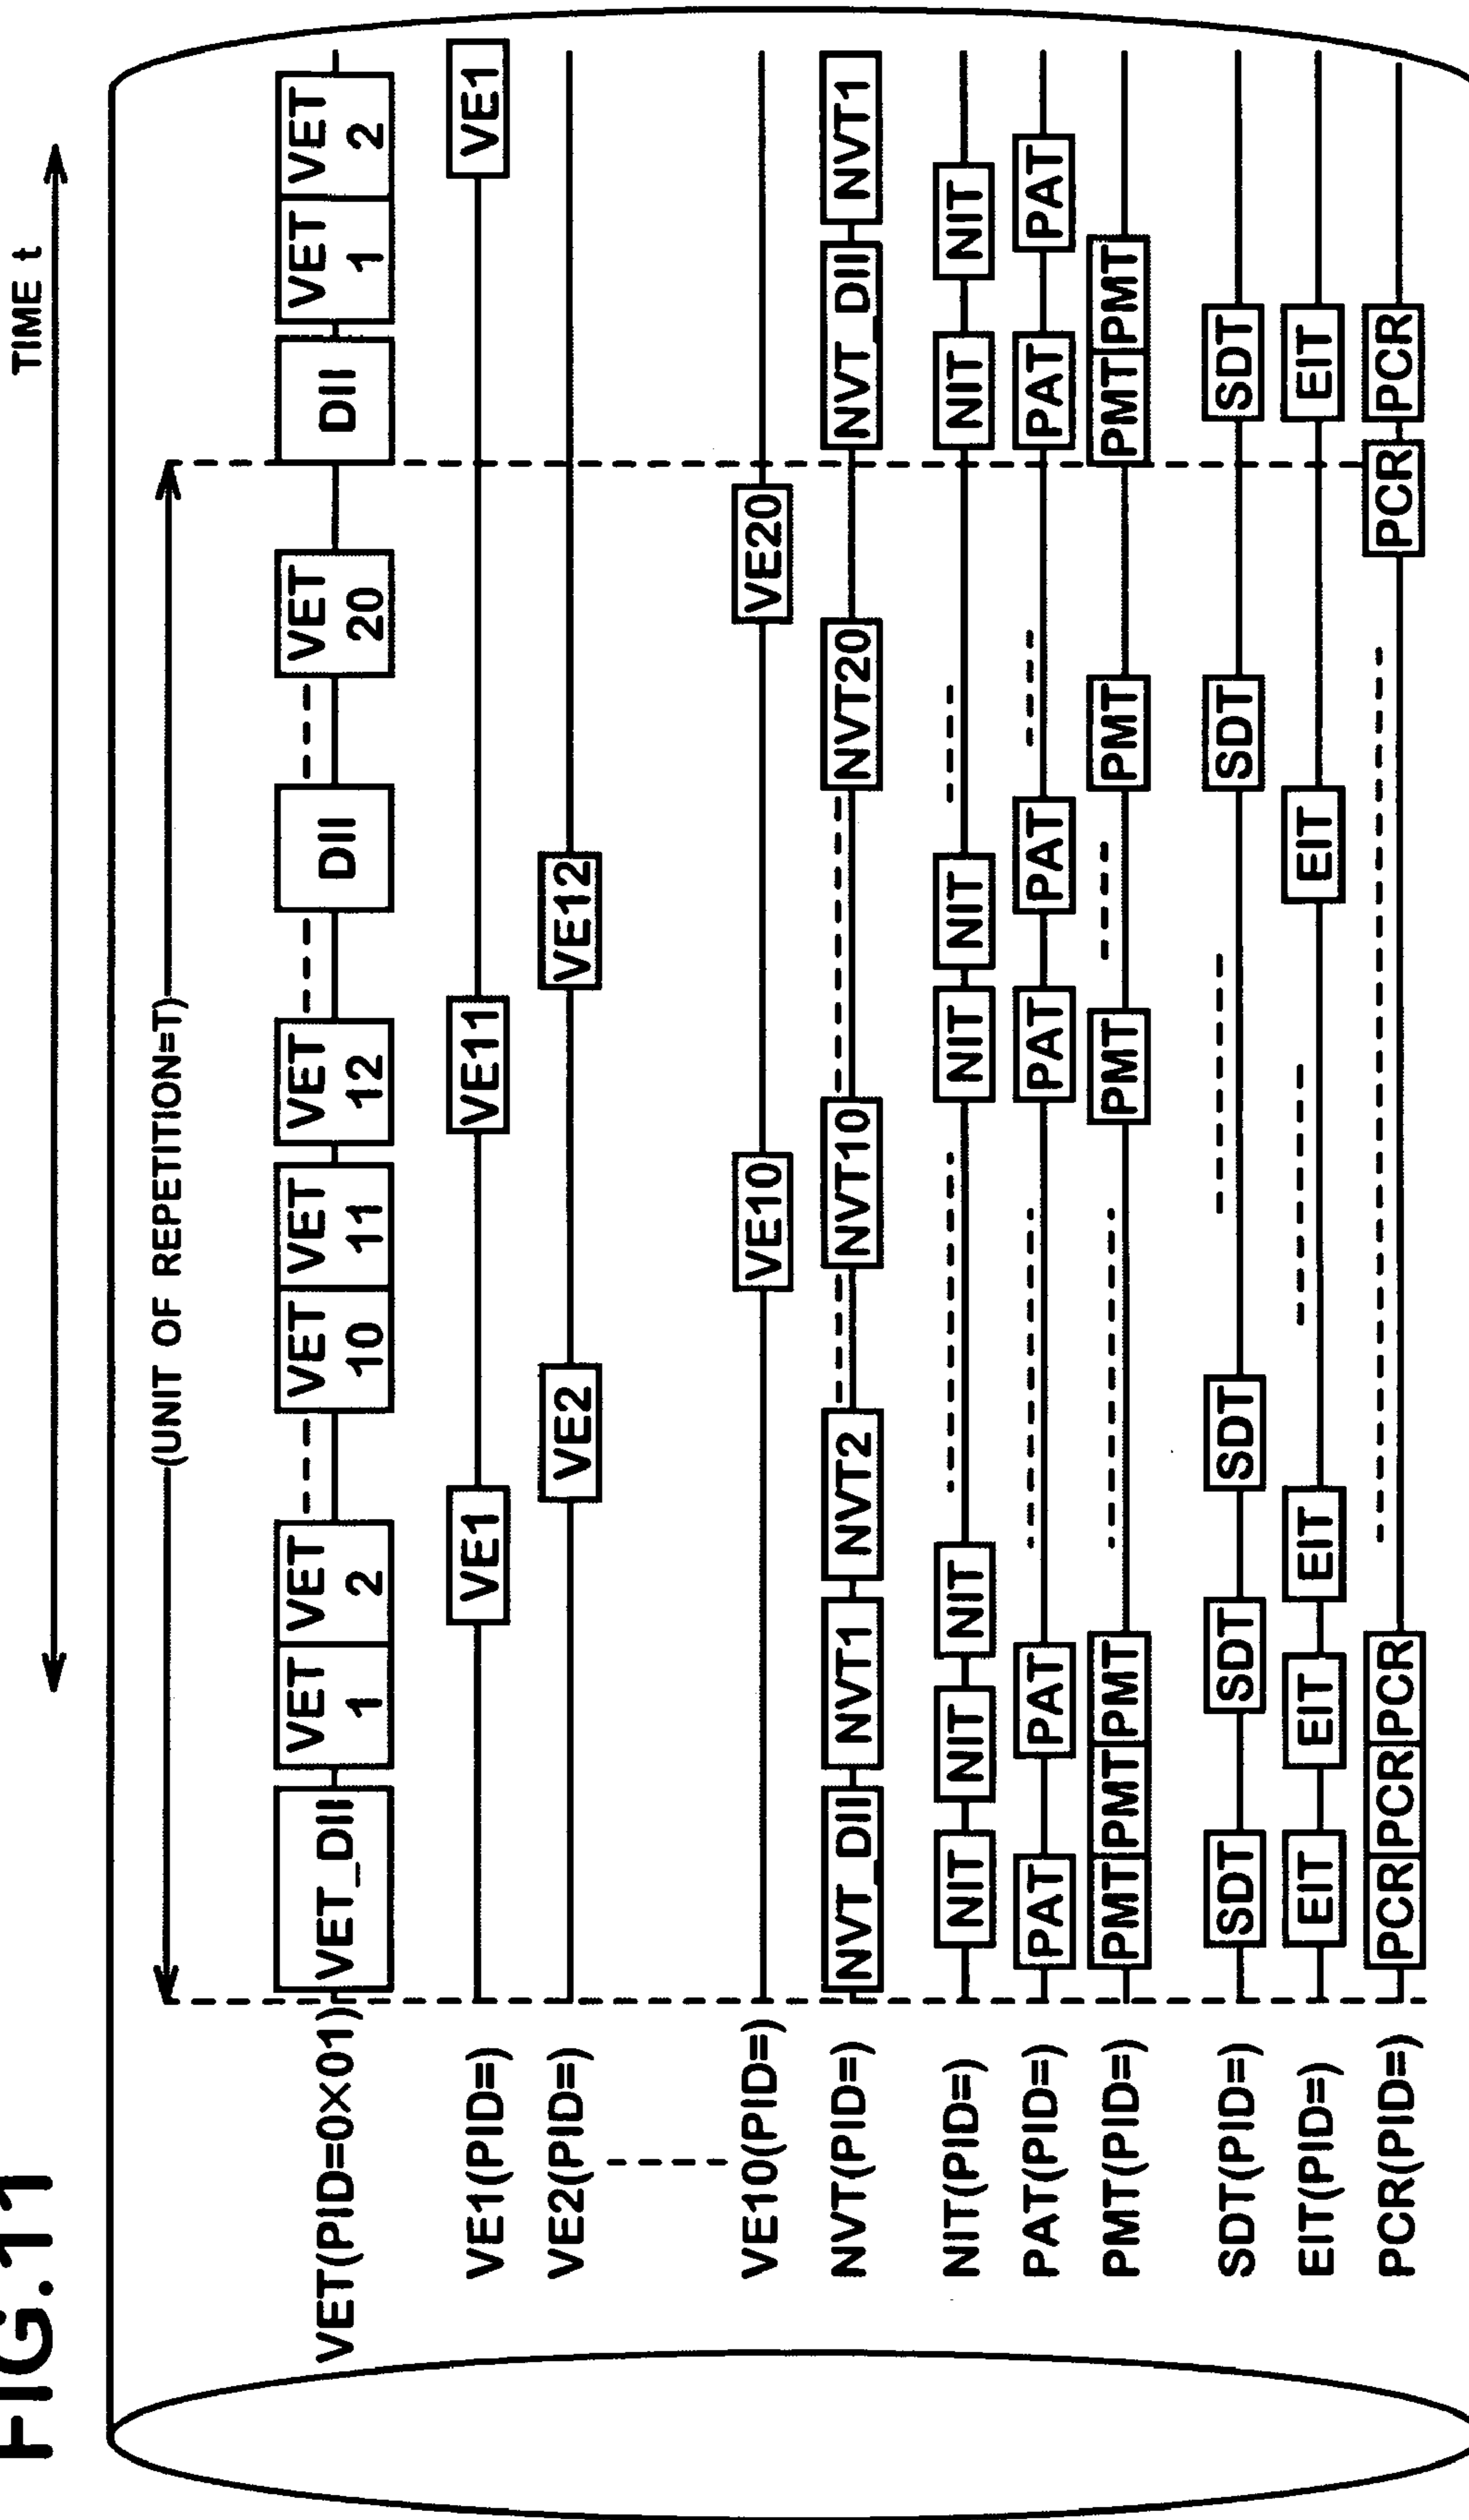 FIG.11
TIME t
(UNIT OF REPETITION=T)
VET(PID=0×01) VET_DII VET 1 VET 2 VET 10 VET 11 VET 12 DII VET 20 DII VET 1 VET 2
VE1(PID=) VE1 VE11 VE1
VE2(PID=) VE2 VE12
VE10(PID=) VE10 VE20
NVT(PID=) NVT_DII NVT1 NVT2 NVT10 NVT20 NVT_DII NVT1
NIT(PID=) NIT NIT NIT NIT NIT NIT NIT
PAT(PID=) PAT PAT PAT PAT PAT PAT
PMT(PID=) PMT PMT PMT PMT PMT PMT PMT
SDT(PID=) SDT SDT SDT SDT SDT
EIT(PID=) EIT EIT EIT EIT EIT
PCR(PID=) PCR PCR PCR PCR PCR